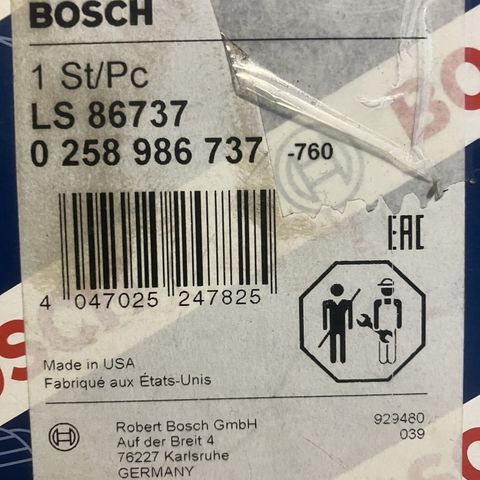 BOSCH
1 St/Pc
LS 86737
0 258 986 737 -760
EAC
4 047025 247825
Made in USA
Fabriqué aux États-Unis
Robert Bosch GmbH
Auf der Breit 4
76227 Karlsruhe
GERMANY
929480
039